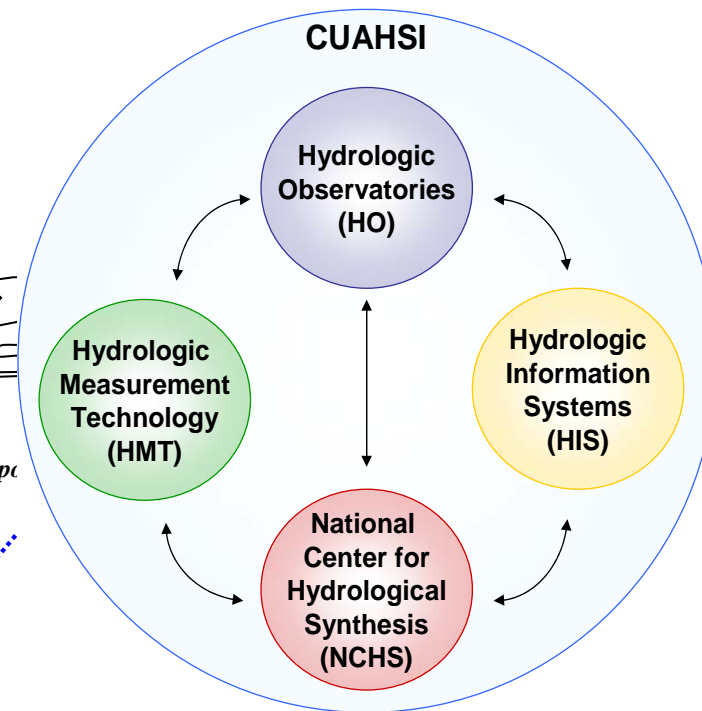 CUAHSI
Hydrologic
Observatories
(HO)
Hydrologic
Measurement
Technology
(HMT)
Hydrologic
Information
Systems
(HIS)
National
Center for
Hydrological
Synthesis
(NCHS)